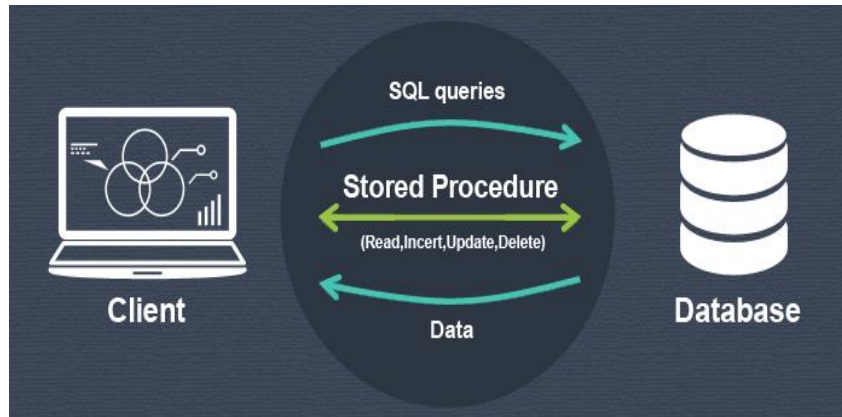 SQL queries
Stored Procedure
(Read,Incert,Update,Delete)
Client
Database
Data